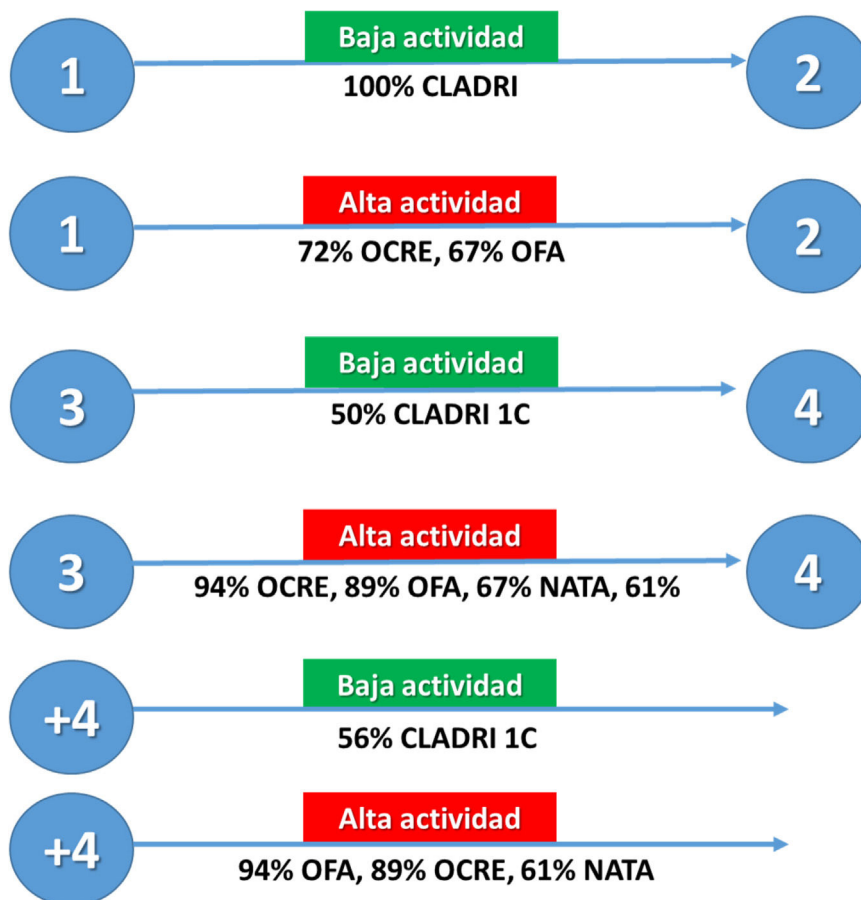 Baja actividad
1 2
100% CLADRI
Alta actividad
1 2
72% OCRE, 67% OFA
Baja actividad
3 4
50% CLADRI 1C
Alta actividad
3 4
94% OCRE, 89% OFA, 67% NATA, 61%
Baja actividad
+4
56% CLADRI 1C
Alta actividad
+4
94% OFA, 89% OCRE, 61% NATA